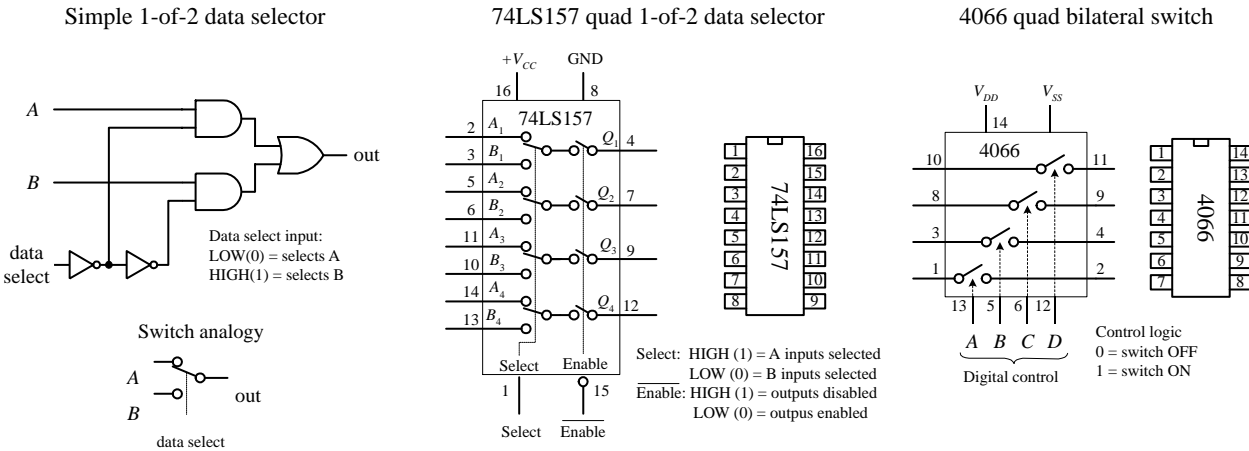 Simple 1-of-2 data selector
A
B
out
data
select
Data select input:
LOW(0) = selects A
HIGH(1) = selects B
Switch analogy
A
B
out
data select
74LS157 quad 1-of-2 data selector
+VCC
GND
16
8
74LS157
2
A1
3
B1
Q1
4
5
A2
6
B2
Q2
7
11
A3
10
B3
Q3
9
14
A4
13
B4
Q4
12
Select
Enable
1
15
Select
Enable
1
2
3
4
5
6
7
8
16
15
14
13
12
11
10
9
74LS157
Select: HIGH (1) = A inputs selected
LOW (0) = B inputs selected
Enable: HIGH (1) = outputs disabled
LOW (0) = outpus enabled
4066 quad bilateral switch
VDD
VSS
14
4066
10
11
8
9
3
4
1
2
13
5
6
12
A B C D
Digital control
1
2
3
4
5
6
7
14
13
12
11
10
9
8
4066
Control logic
0 = switch OFF
1 = switch ON